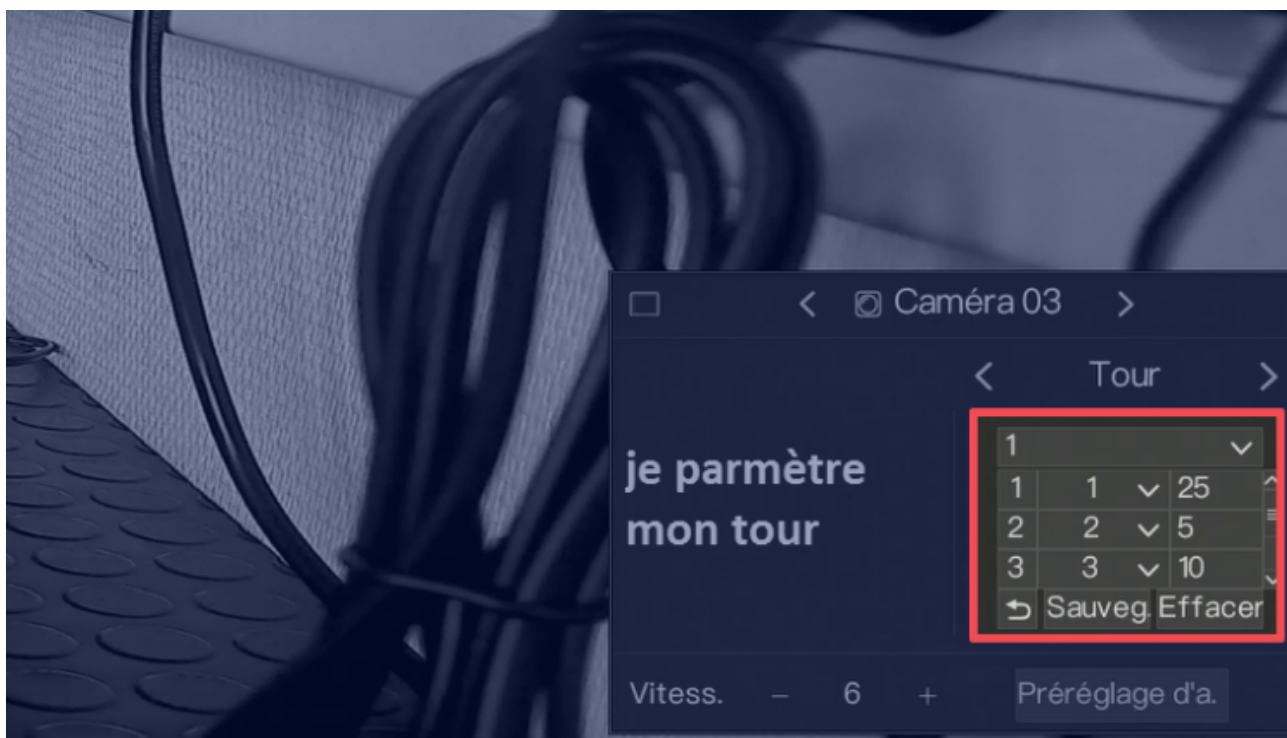 Caméra 03
Tour
je parmètre
mon tour
1
1 1 25
2 2 5
3 3 10
Sauveg. Effacer
Vitess. – 6 + Préréglage d'a.